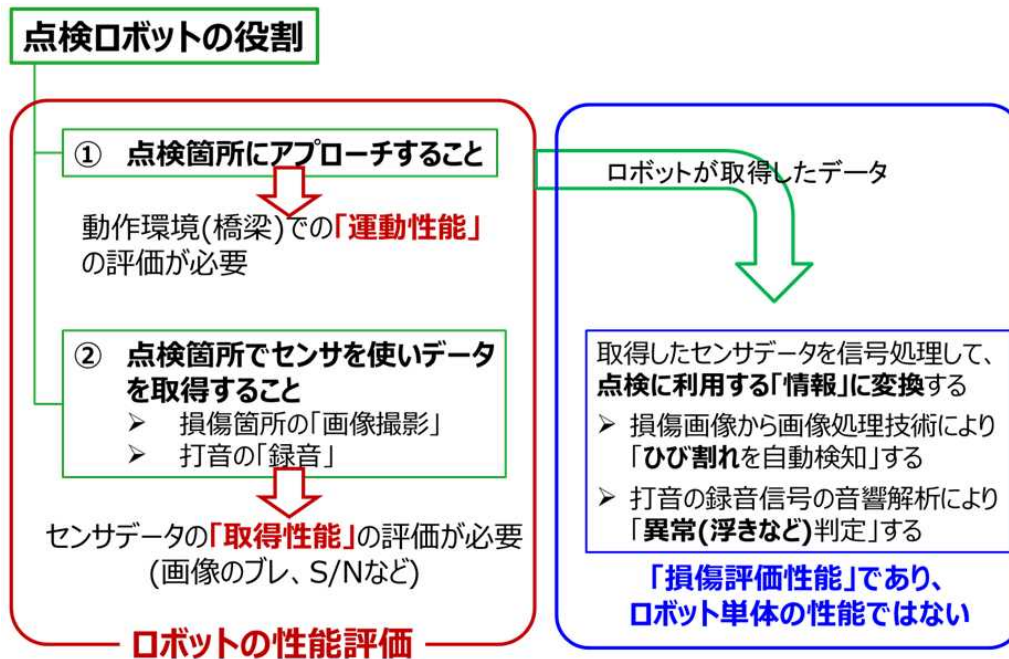 点検ロボットの役割
① 点検箇所にアプローチすること
動作環境(橋梁)での「運動性能」
の評価が必要
② 点検箇所でセンサを使いデータ
を取得すること
➢ 損傷箇所の「画像撮影」
➢ 打音の「録音」
センサデータの「取得性能」の評価が必要
(画像のブレ、S/Nなど)
ロボットの性能評価
ロボットが取得したデータ
取得したセンサデータを信号処理して、
点検に利用する「情報」に変換する
➢ 損傷画像から画像処理技術により
「ひび割れを自動検知」する
➢ 打音の録音信号の音響解析により
「異常(浮きなど)判定」する
「損傷評価性能」であり、
ロボット単体の性能ではない